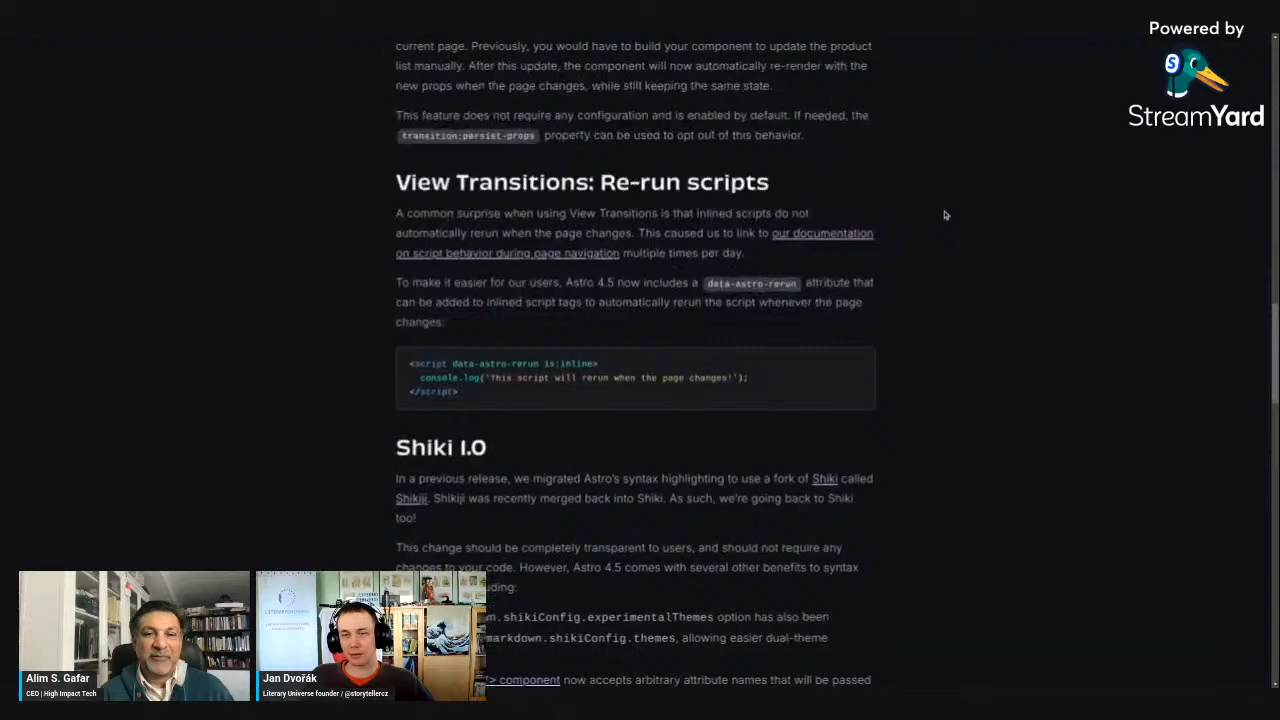 Powered by
StreamYard
current page. Previously, you would have to build your component to update the product
list manually. After this update, the component will now automatically re-render with the
new props when the page changes, while still keeping the same state.
This feature does not require any configuration and is enabled by default. If needed, the
transition:persist-props property can be used to opt out of this behavior.
View Transitions: Re-run scripts
A common surprise when using View Transitions is that inlined scripts do not
automatically rerun when the page changes. This caused us to link to our documentation
on script behavior during page navigation multiple times per day.
To make it easier for our users, Astro 4.5 now includes a data-astro-rerun attribute that
can be added to inlined script tags to automatically rerun the script whenever the page
changes:
<script data-astro-rerun is:inline>
console.log('This script will rerun when the page changes!');
</script>
Shiki 1.0
In a previous release, we migrated Astro's syntax highlighting to use a fork of Shiki called
Shikiji. Shikiji was recently merged back into Shiki. As such, we're going back to Shiki
too!
This change should be completely transparent to users, and should not require any
changes to your code. However, Astro 4.5 comes with several other benefits to syntax
uding:
n.shikiConfig.experimentalThemes option has also been
markdown.shikiConfig.themes, allowing easier dual-theme
> component now accepts arbitrary attribute names that will be passed
Alim S. Gafar
CEO | High Impact Tech
Jan Dvořák
Literary Universe founder / @storytellercz